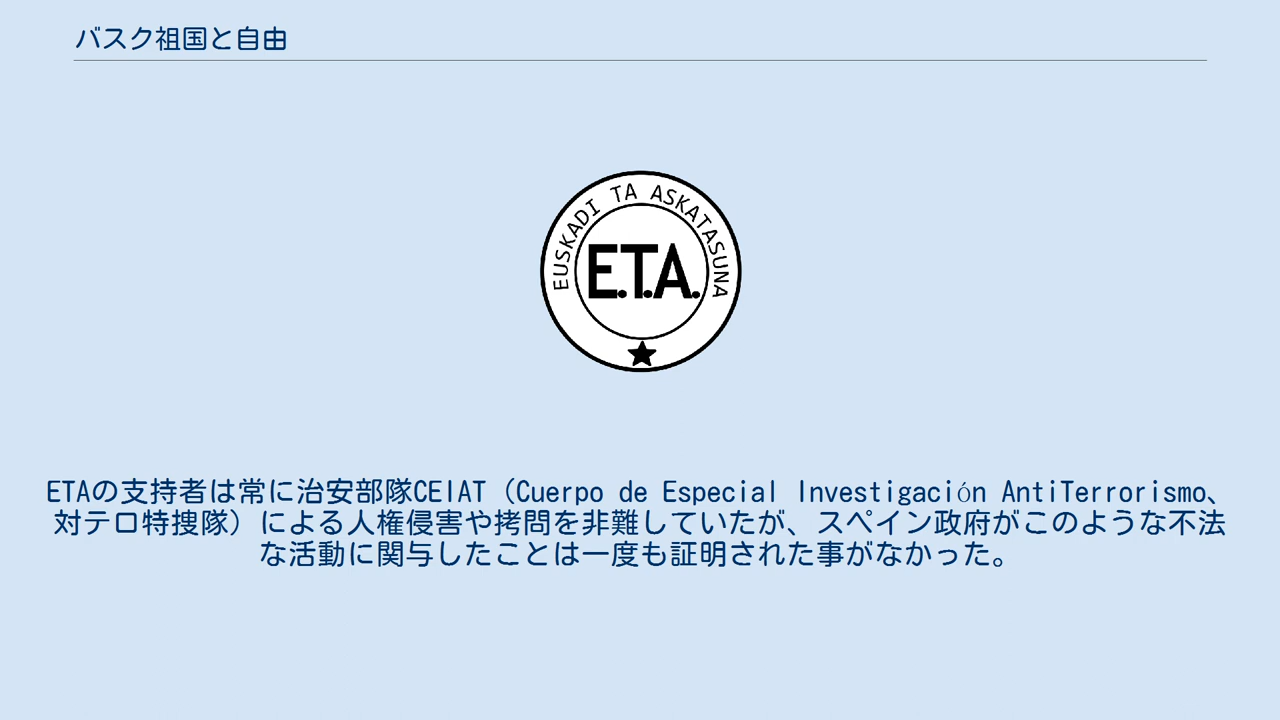 バスク祖国と自由
EUSKADI TA ASKATASUNA
E.T.A.
ETAの支持者は常に治安部隊CEIAT（Cuerpo de Especial Investigación AntiTerrorismo、
対テロ特捜隊）による人権侵害や拷問を非難していたが、スペイン政府がこのような不法
な活動に関与したことは一度も証明された事がなかった。